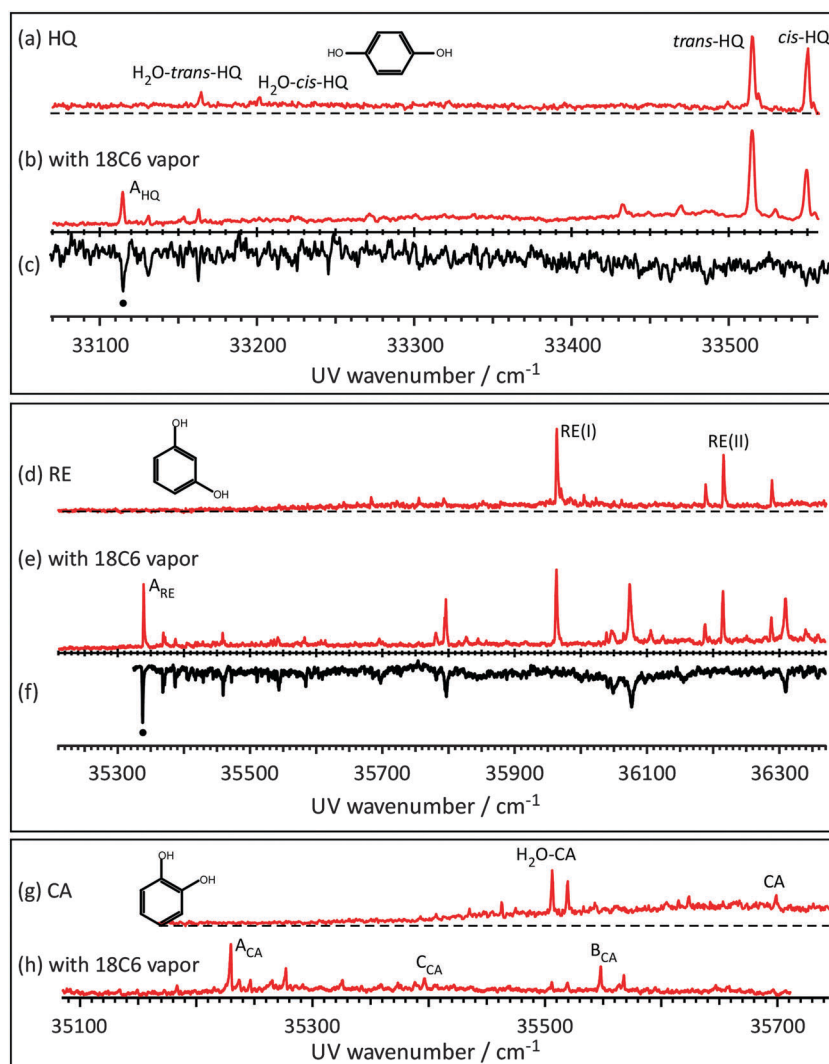 (a) HQ
HO
OH
trans-HQ
cis-HQ
H2O-trans-HQ
H2O-cis-HQ
(b) with 18C6 vapor
AHQ
(c)
33100 33200 33300 33400 33500
UV wavenumber / cm-1
OH
OH
(d) RE
RE(I)
RE(II)
(e) with 18C6 vapor
ARE
(f)
35300 35500 35700 35900 36100 36300
UV wavenumber / cm-1
OH
OH
(g) CA
H2O-CA
CA
(h) with 18C6 vapor
ACA
CCA
BCA
35100 35300 35500 35700
UV wavenumber / cm-1